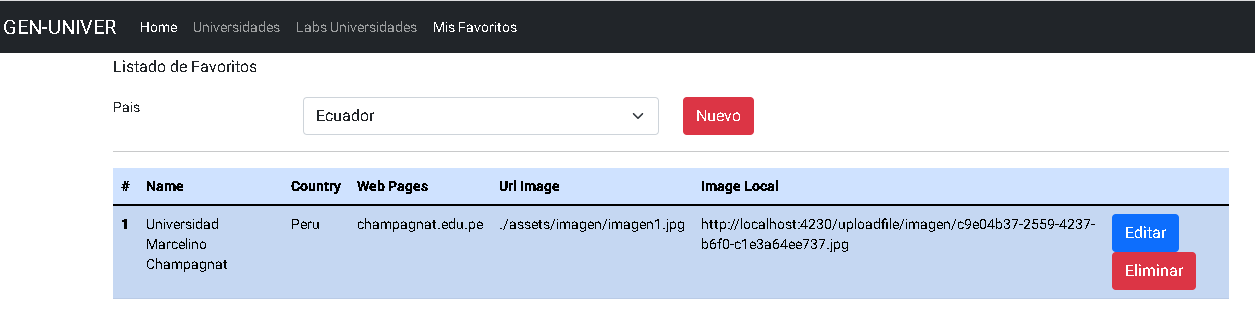 GEN-UNIVER Home Universidades Labs Universidades Mis Favoritos
Listado de Favoritos
Pais Ecuador Nuevo
# Name Country Web Pages Url Image Image Local
1 Universidad Peru champagnat.edu.pe ./assets/imagen/imagen1.jpg http://localhost:4230/uploadfile/imagen/c9e04b37-2559-4237- Editar
Marcelino b6f0-c1e3a64ee737.jpg
Champagnat Eliminar